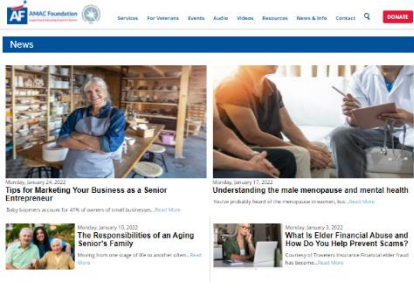 AF AMAC Foundation
Services For Veterans Events Audio Videos Resources News & Info Contact DONATE
News
Monday, January 24, 2022
Tips for Marketing Your Business as a Senior
Entrepreneur
Baby boomers account for 41% of owners of small businesses,...Read More
Monday, January 17, 2022
Understanding the male menopause and mental health
You've probably heard of the menopause in women, but...Read More
Monday, January 10, 2022
The Responsibilities of an Aging
Senior's Family
Moving from one stage of life to another often...Read
More
Monday, January 3, 2022
What Is Elder Financial Abuse and
How Do You Help Prevent Scams?
Courtesy of Travelers Insurance Financial elder fraud
has become...Read More